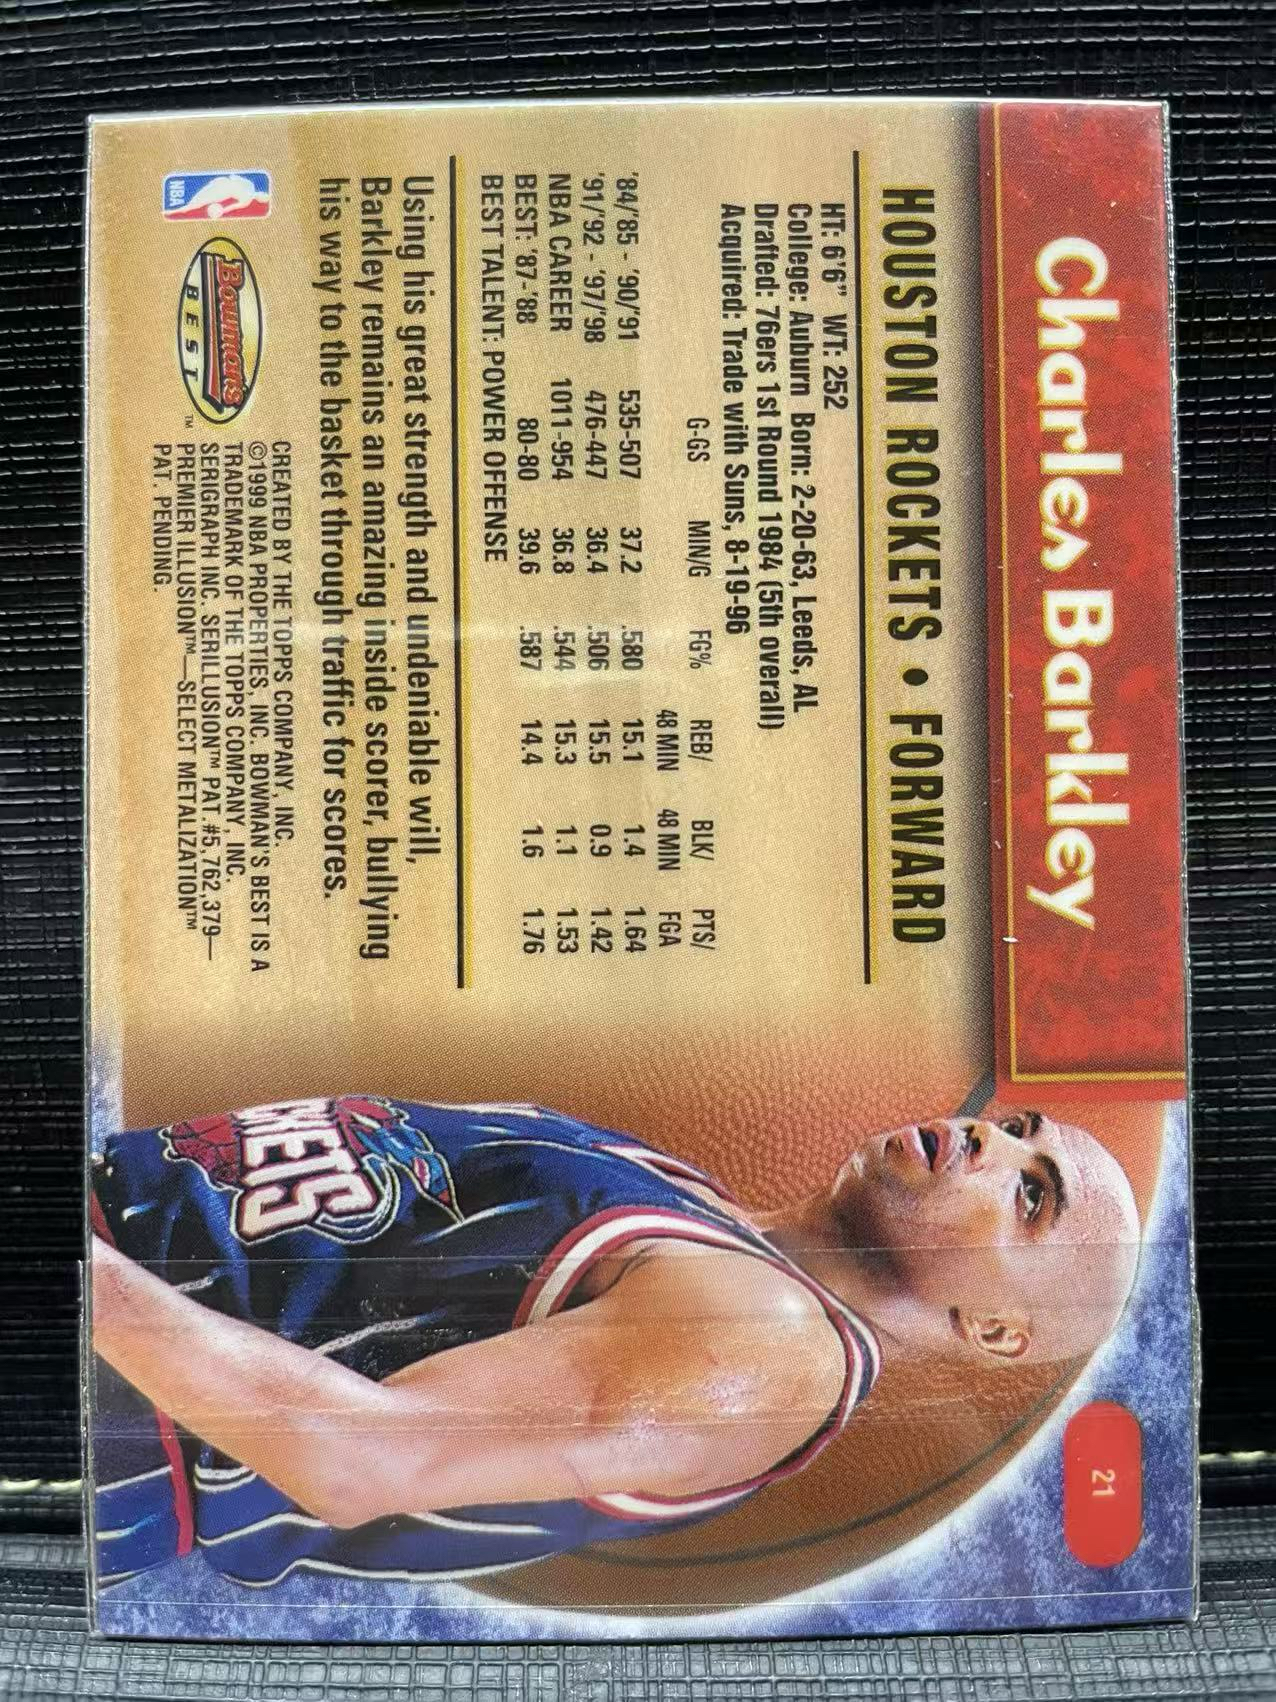 Charles Barkley
21
HOUSTON ROCKETS • FORWARD
HT: 6'6" WT: 252
College: Auburn Born: 2-20-63, Leeds, AL
Drafted: 76ers 1st Round 1984 (5th overall)
Acquired: Trade with Suns, 8-19-96
G-GS MIN/G FG% REB/ 48 MIN BLK/ 48 MIN PTS/ FGA
'84/'85 - '90/'91 535-507 37.2 .580 15.1 1.4 1.64
'91/'92 - '97/'98 476-447 36.4 .506 15.5 0.9 1.42
NBA CAREER 1011-954 36.8 .544 15.3 1.1 1.53
BEST: '87-'88 80-80 39.6 .587 14.4 1.6 1.76
BEST TALENT: POWER OFFENSE
Using his great strength and undeniable will,
Barkley remains an amazing inside scorer, bullying
his way to the basket through traffic for scores.
NBA
Bowman's
BEST™
CREATED BY THE TOPPS COMPANY, INC.
©1999 NBA PROPERTIES, INC. BOWMAN'S BEST IS A
TRADEMARK OF THE TOPPS COMPANY, INC.
SERIGRAPH INC. SERILLUSION™ PAT. #5,762,379—
PREMIER ILLUSION™—SELECT METALIZATION™
PAT. PENDING.
CKETS